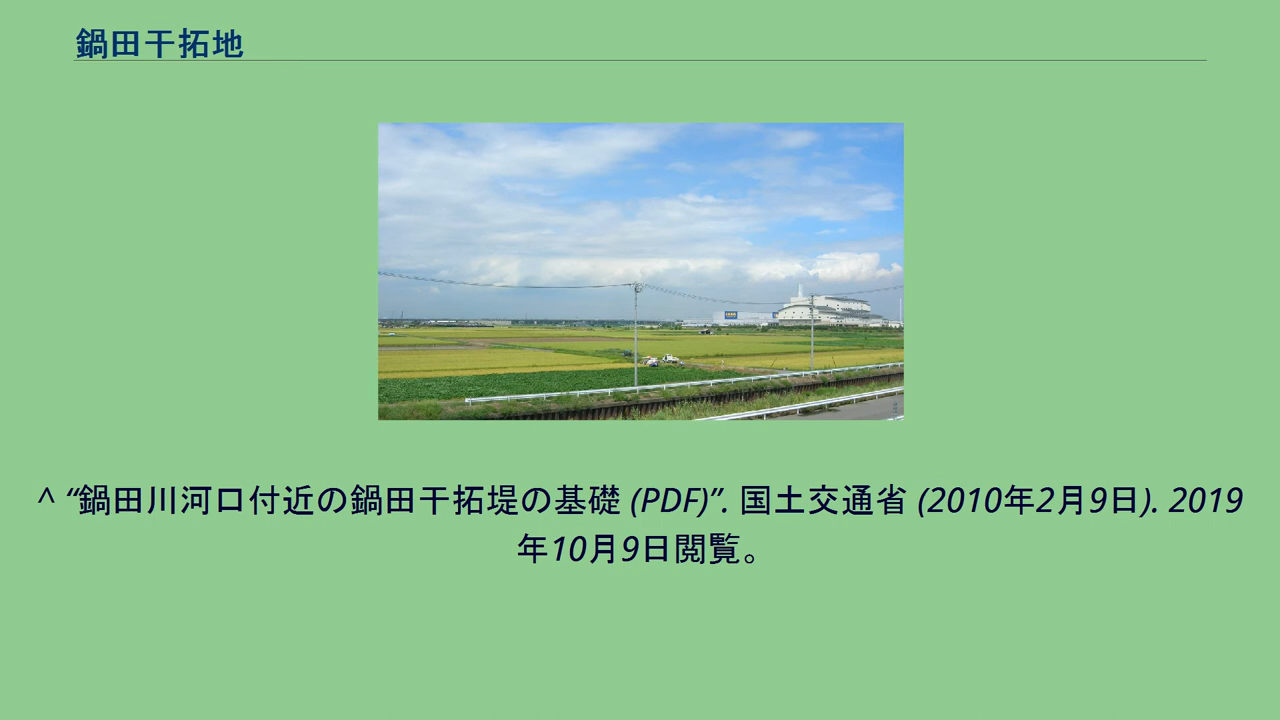 鍋田干拓地
^ “鍋田川河口付近の鍋田干拓堤の基礎 (PDF)”. 国土交通省 (2010年2月9日). 2019
年10月9日閲覧。